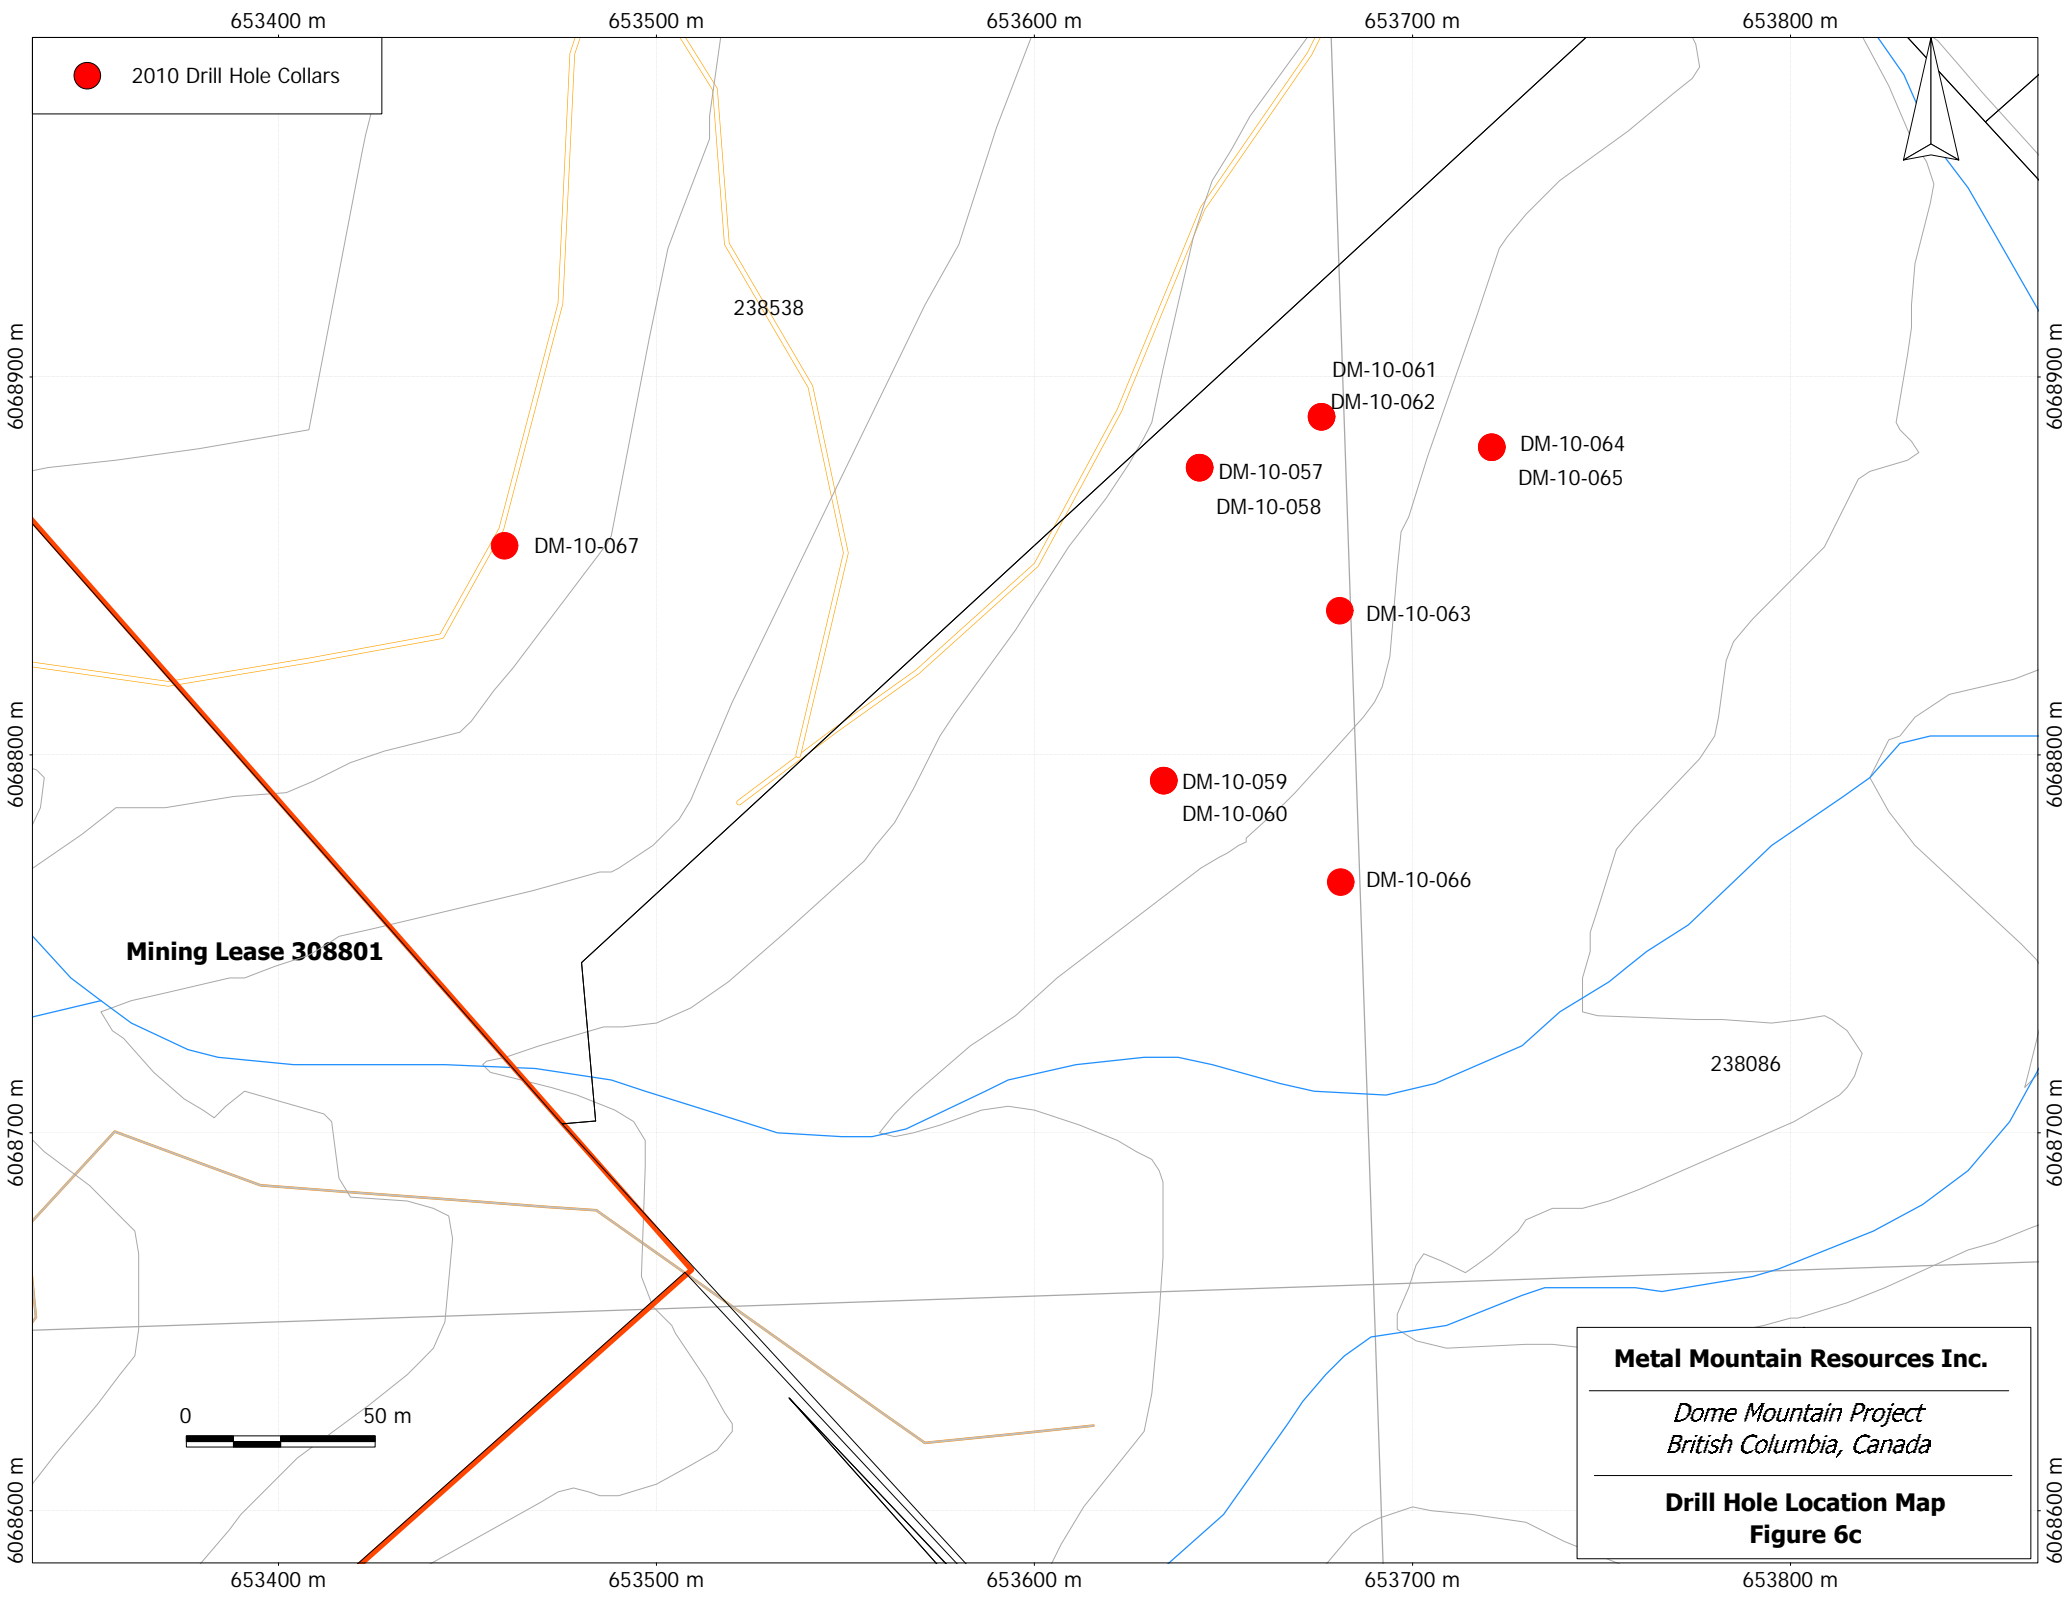 653400 m
653500 m
653600 m
653700 m
653800 m
2010 Drill Hole Collars
238538
6068900 m
6068900 m
DM-10-061
DM-10-062
DM-10-064
DM-10-065
DM-10-057
DM-10-058
DM-10-067
DM-10-063
6068800 m
6068800 m
DM-10-059
DM-10-060
DM-10-066
Mining Lease 308801
238086
6068700 m
6068700 m
Metal Mountain Resources Inc.
Dome Mountain Project
British Columbia, Canada
Drill Hole Location Map
Figure 6c
0 50 m
6068600 m
6068600 m
653400 m
653500 m
653600 m
653700 m
653800 m